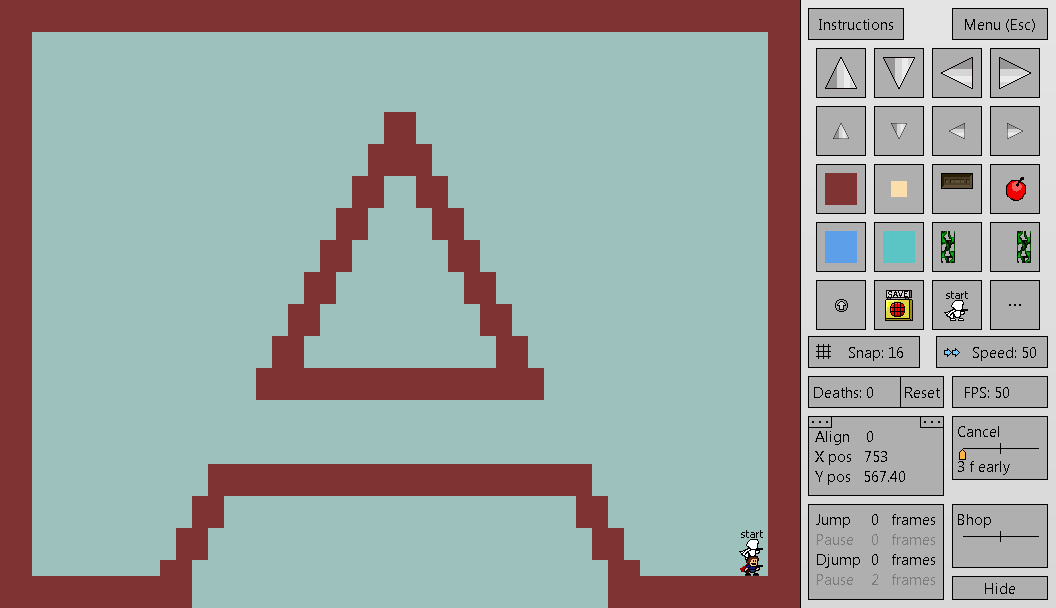 Instructions
Menu (Esc)
SAVE!
start
...
Snap: 16
Speed: 50
Deaths: 0
Reset
FPS: 50
Align 0
X pos 753
Y pos 567.40
Cancel
3 f early
Jump 0 frames
Pause 0 frames
Djump 0 frames
Pause 2 frames
Bhop
Hide
start